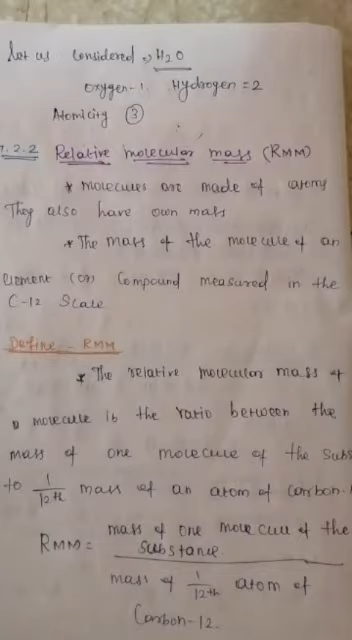 let us considered => H2O
Oxygen-1 Hydrogen = 2
Atomicity ③
7.2.2 Relative molecular mass (RMM)
* molecules are made of atoms
They also have own mass
* The mass of the molecule of an
Element (or) Compound measured in the
C-12 Scale
Define - RMM
* The relative molecular mass of
a molecule is the ratio between the
mass of one molecule of the subs
to 1/12th mass of an atom of carbon-1
RMM = mass of one molecule of the
substance
mass of 1/12th atom of
Carbon-12.